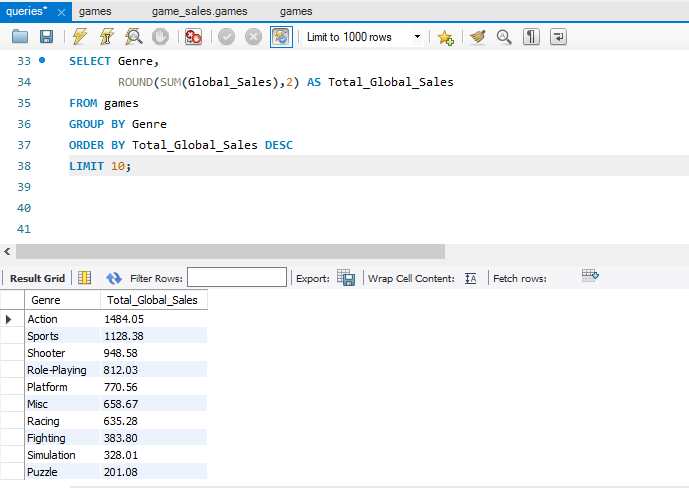 queries* × games game_sales.games games
Limit to 1000 rows
33 SELECT Genre,
34 ROUND(SUM(Global_Sales),2) AS Total_Global_Sales
35 FROM games
36 GROUP BY Genre
37 ORDER BY Total_Global_Sales DESC
38 LIMIT 10;
39
40
41
Result Grid Filter Rows: Export: Wrap Cell Content: Fetch rows:
Genre Total_Global_Sales
Action 1484.05
Sports 1128.38
Shooter 948.58
Role-Playing 812.03
Platform 770.56
Misc 658.67
Racing 635.28
Fighting 383.80
Simulation 328.01
Puzzle 201.08